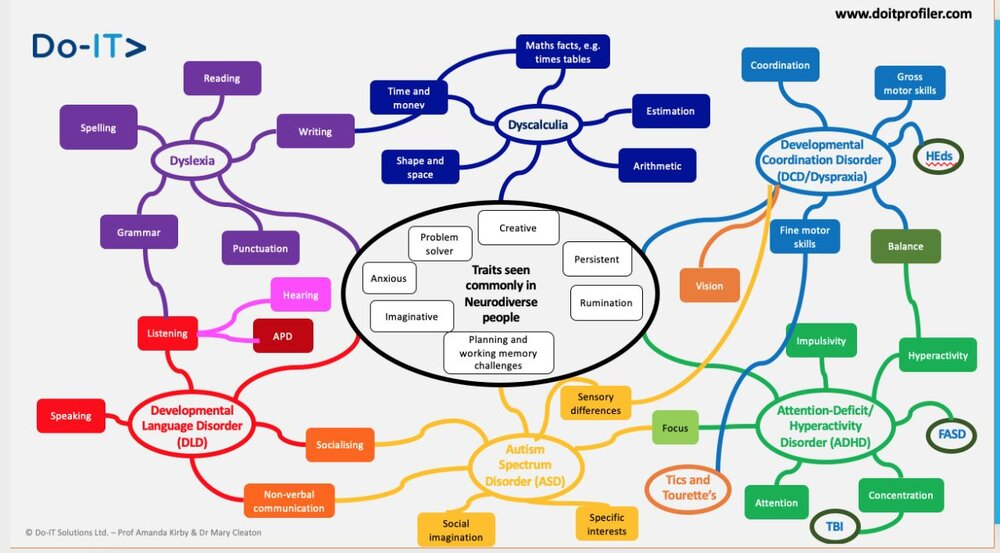 www.doitprofiler.com
Do-IT>
Reading
Spelling
Writing
Dyslexia
Grammar
Punctuation
Maths facts, e.g.
times tables
Time and
money
Dyscalculia
Estimation
Shape and
space
Arithmetic
Coordination
Gross
motor skills
Developmental
Coordination Disorder
(DCD/Dyspraxia)
HEds
Fine motor
skills
Balance
Vision
Creative
Problem
solver
Persistent
Anxious
Traits seen
commonly in
Neurodiverse
people
Imaginative
Rumination
Planning and
working memory
challenges
Hearing
Listening
APD
Speaking
Developmental
Language Disorder
(DLD)
Socialising
Non-verbal
communication
Sensory
differences
Autism
Spectrum
Disorder (ASD)
Social
imagination
Specific
interests
Focus
Impulsivity
Hyperactivity
Attention-Deficit/
Hyperactivity
Disorder (ADHD)
FASD
Tics and
Tourette's
Attention
Concentration
TBI
© Do-IT Solutions Ltd. – Prof Amanda Kirby & Dr Mary Cleaton